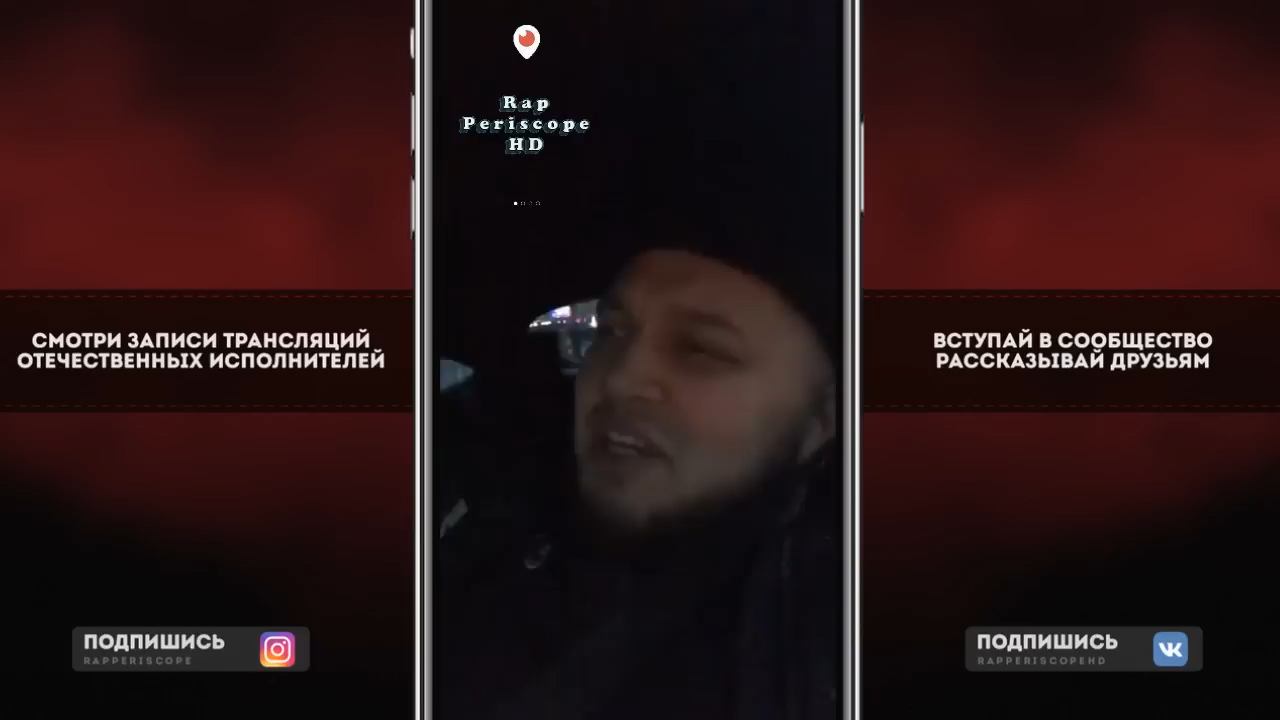 Rap
Periscope
HD
СМОТРИ ЗАПИСИ ТРАНСЛЯЦИЙ
ОТЕЧЕСТВЕННЫХ ИСПОЛНИТЕЛЕЙ
ВСТУПАЙ В СООБЩЕСТВО
РАССКАЗЫВАЙ ДРУЗЬЯМ
ПОДПИШИСЬ
RAPPERISCOPE
ПОДПИШИСЬ
RAPPERISCOPEHD